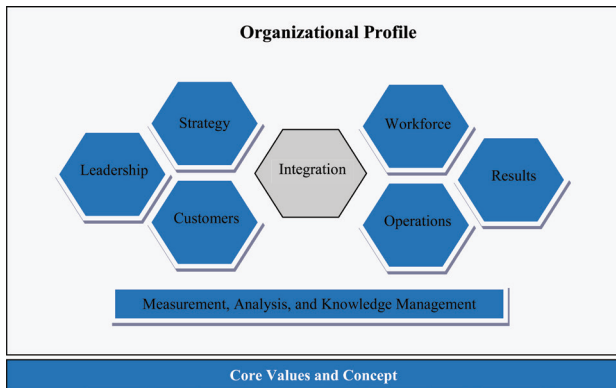 Organizational Profile
Strategy
Workforce
Leadership
Integration
Results
Customers
Operations
Measurement, Analysis, and Knowledge Management
Core Values and Concept